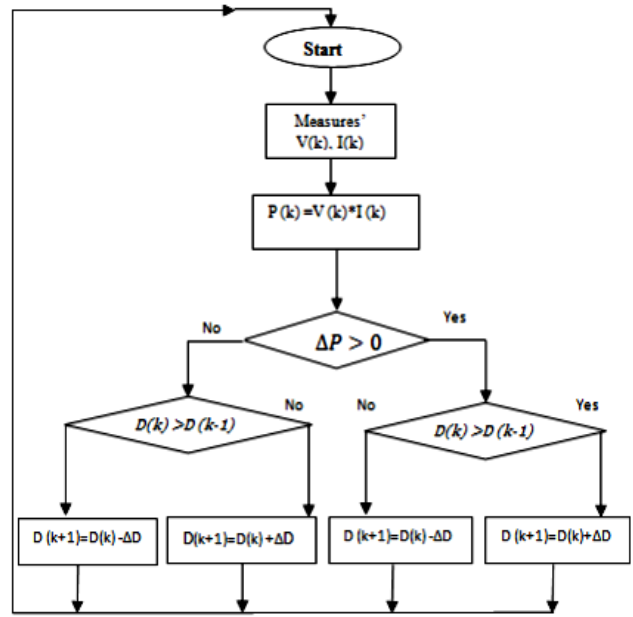 Start
Measures'
V(k), I(k)
P(k)=V(k)*I(k)
No
Yes
ΔP > 0
No
No
Yes
D(k) >D(k-1)
D(k) >D(k-1)
D (k+1)=D(k) -ΔD
D(k+1)=D(k)+ΔD
D (k+1)=D(k)-ΔD
D (k+1)=D(k)+ΔD